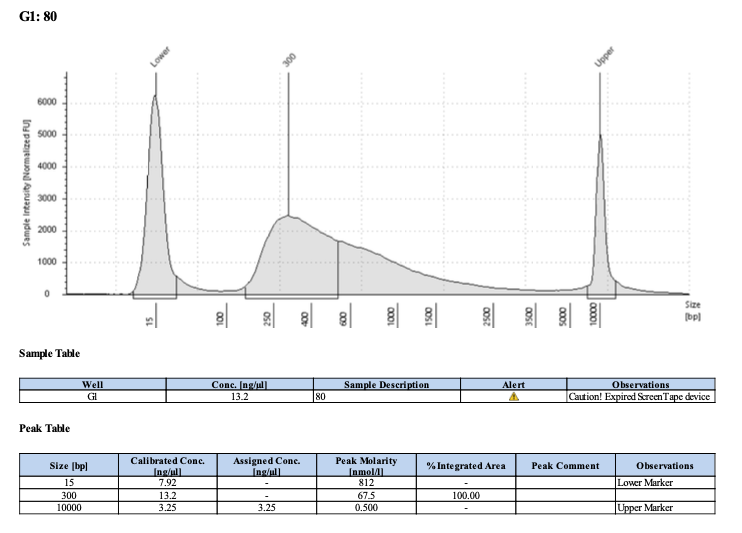 G1: 80
Lower
300
Upper
Sample Intensity [Normalized FU]
6000
5000
4000
3000
2000
1000
0
15
100
250
400
600
1000
1500
2500
3500
5000
10000
Size
[bp]
Sample Table
Well Conc. [ng/µl] Sample Description Alert Observations
G1 13.2 80 Caution! Expired ScreenTape device
Peak Table
Size [bp] Calibrated Conc. [ng/µl] Assigned Conc. [ng/µl] Peak Molarity [nmol/l] % Integrated Area Peak Comment Observations
15 7.92 - 812 - Lower Marker
300 13.2 - 67.5 100.00
10000 3.25 3.25 0.500 - Upper Marker